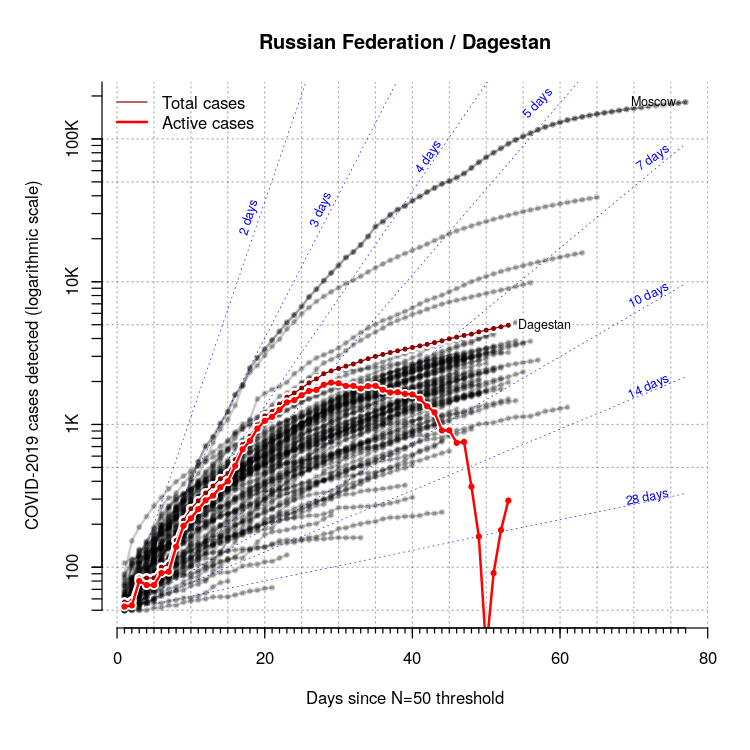 Russian Federation / Dagestan
Total cases
Active cases
Moscow
5 days
4 days
7 days
2 days
3 days
10 days
Dagestan
14 days
28 days
100K
10K
1K
100
COVID-2019 cases detected (logarithmic scale)
0 20 40 60 80
Days since N=50 threshold